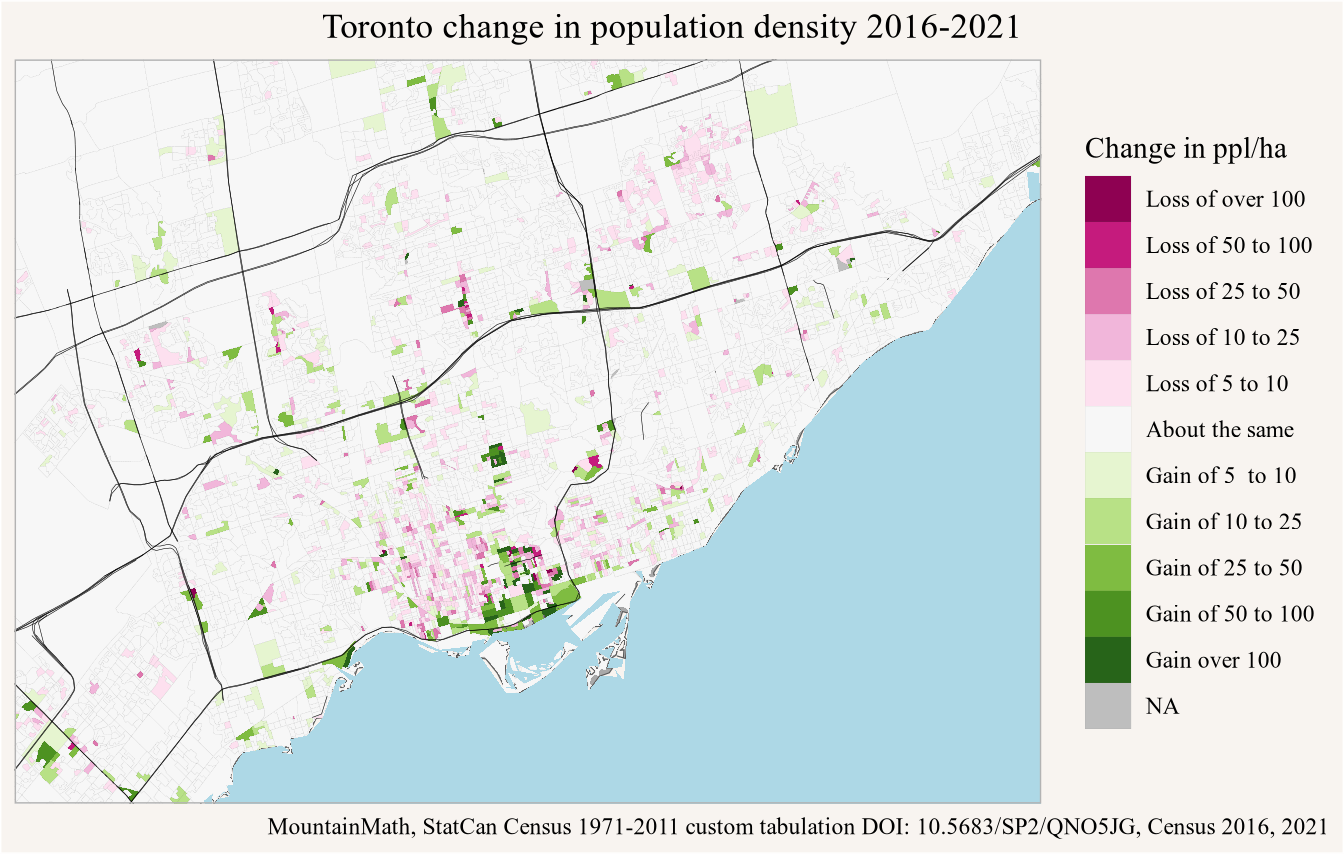 Toronto change in population density 2016-2021
Change in ppl/ha
Loss of over 100
Loss of 50 to 100
Loss of 25 to 50
Loss of 10 to 25
Loss of 5 to 10
About the same
Gain of 5  to 10
Gain of 10 to 25
Gain of 25 to 50
Gain of 50 to 100
Gain over 100
NA
MountainMath, StatCan Census 1971-2011 custom tabulation DOI: 10.5683/SP2/QNO5JG, Census 2016, 2021